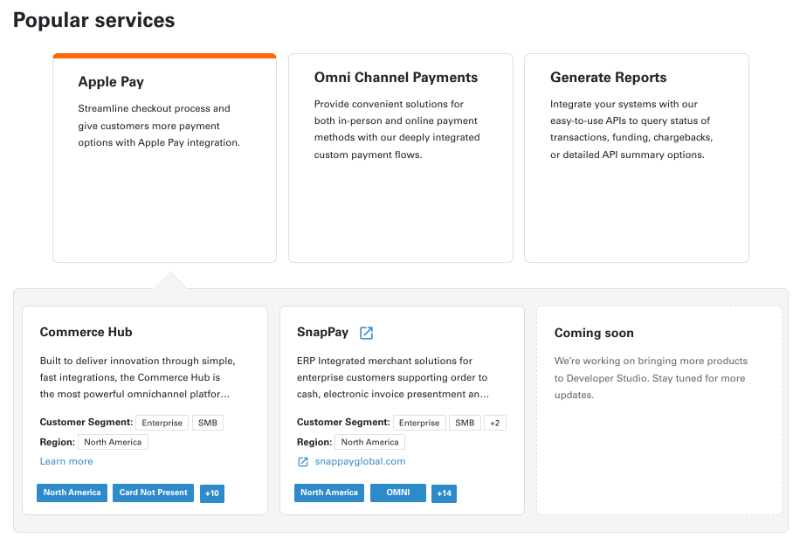 Popular services
Apple Pay
Streamline checkout process and
give customers more payment
options with Apple Pay integration.
Omni Channel Payments
Provide convenient solutions for
both in-person and online payment
methods with our deeply integrated
custom payment flows.
Generate Reports
Integrate your systems with our
easy-to-use APIs to query status of
transactions, funding, chargebacks,
or detailed API summary options.
Commerce Hub
Built to deliver innovation through simple,
fast integrations, the Commerce Hub is
the most powerful omnichannel platfor...
Customer Segment: Enterprise SMB
Region: North America
Learn more
North America Card Not Present +10
SnapPay
ERP Integrated merchant solutions for
enterprise customers supporting order to
cash, electronic invoice presentment an...
Customer Segment: Enterprise SMB +2
Region: North America
snappayglobal.com
North America OMNI +14
Coming soon
We're working on bringing more products
to Developer Studio. Stay tuned for more
updates.